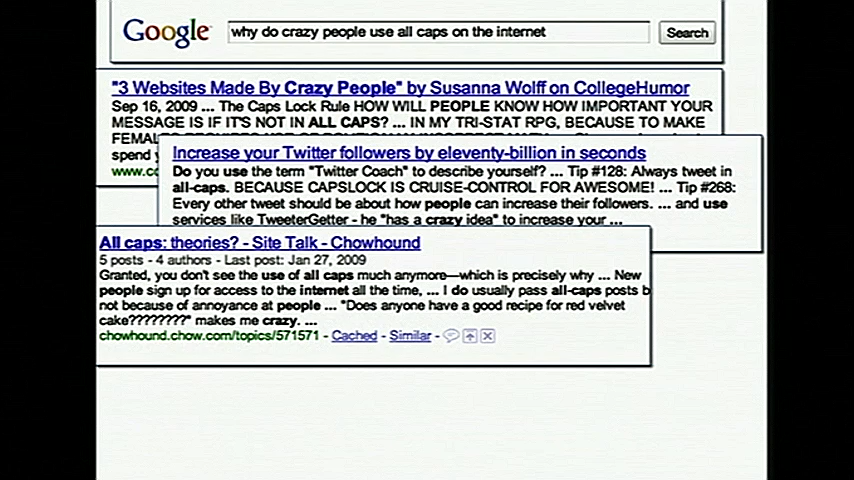 Google
why do crazy people use all caps on the internet
Search
"3 Websites Made By Crazy People" by Susanna Wolff on CollegeHumor
Sep 16, 2009 ... The Caps Lock Rule HOW WILL PEOPLE KNOW HOW IMPORTANT YOUR
MESSAGE IS IF IT'S NOT IN ALL CAPS? ... IN MY TRI-STAT RPG, BECAUSE TO MAKE
spend
Increase your Twitter followers by eleventy-billion in seconds
Do you use the term "Twitter Coach" to describe yourself? ... Tip #128: Always tweet in
all-caps. BECAUSE CAPSLOCK IS CRUISE-CONTROL FOR AWESOME! ... Tip #268:
Every other tweet should be about how people can increase their followers. ... and use
services like TweeterGetter - he "has a crazy idea" to increase your ...
All caps: theories? - Site Talk - Chowhound
5 posts - 4 authors - Last post: Jan 27, 2009
Granted, you don't see the use of all caps much anymore—which is precisely why ... New
people sign up for access to the internet all the time, ... I do usually pass all-caps posts b
not because of annoyance at people ... "Does anyone have a good recipe for red velvet
cake????????" makes me crazy. ...
chowhound.chow.com/topics/571571 - Cached - Similar -